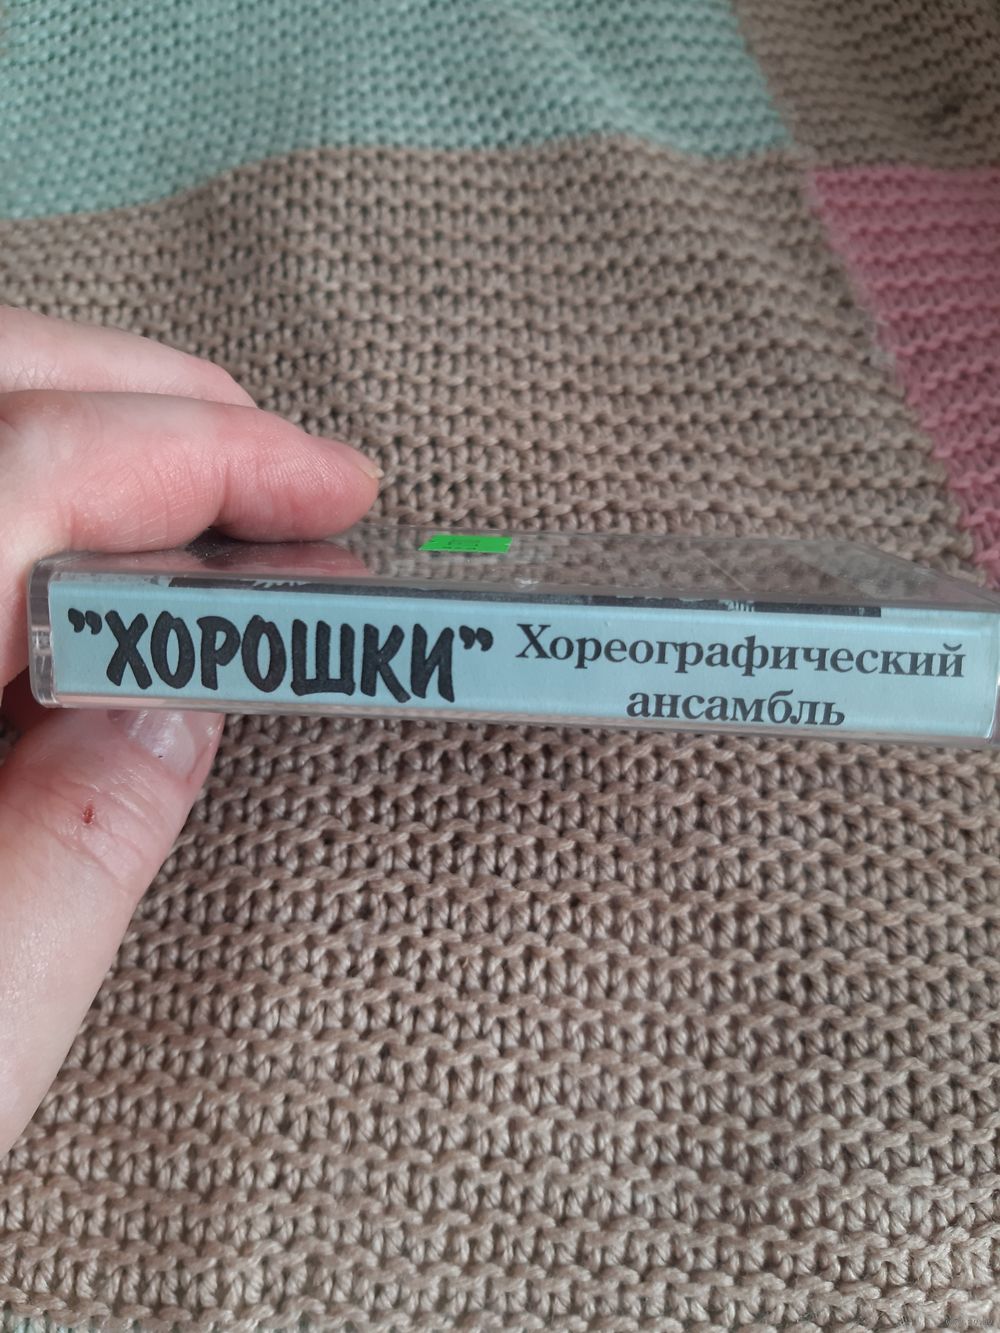 "ХОРОШКИ"
Хореографический
ансамбль